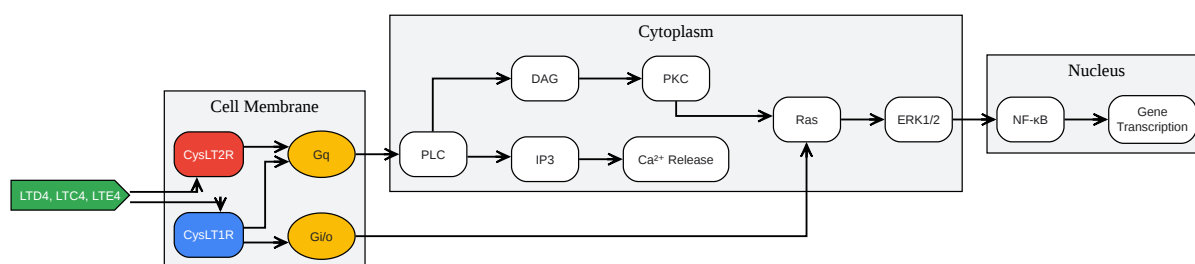 Cytoplasm
Nucleus
Cell Membrane
DAG
PKC
Ras
ERK1/2
NF-κB
Gene
Transcription
CysLT2R
Gq
PLC
IP3
Ca²⁺ Release
LTD4, LTC4, LTE4
CysLT1R
Gi/o